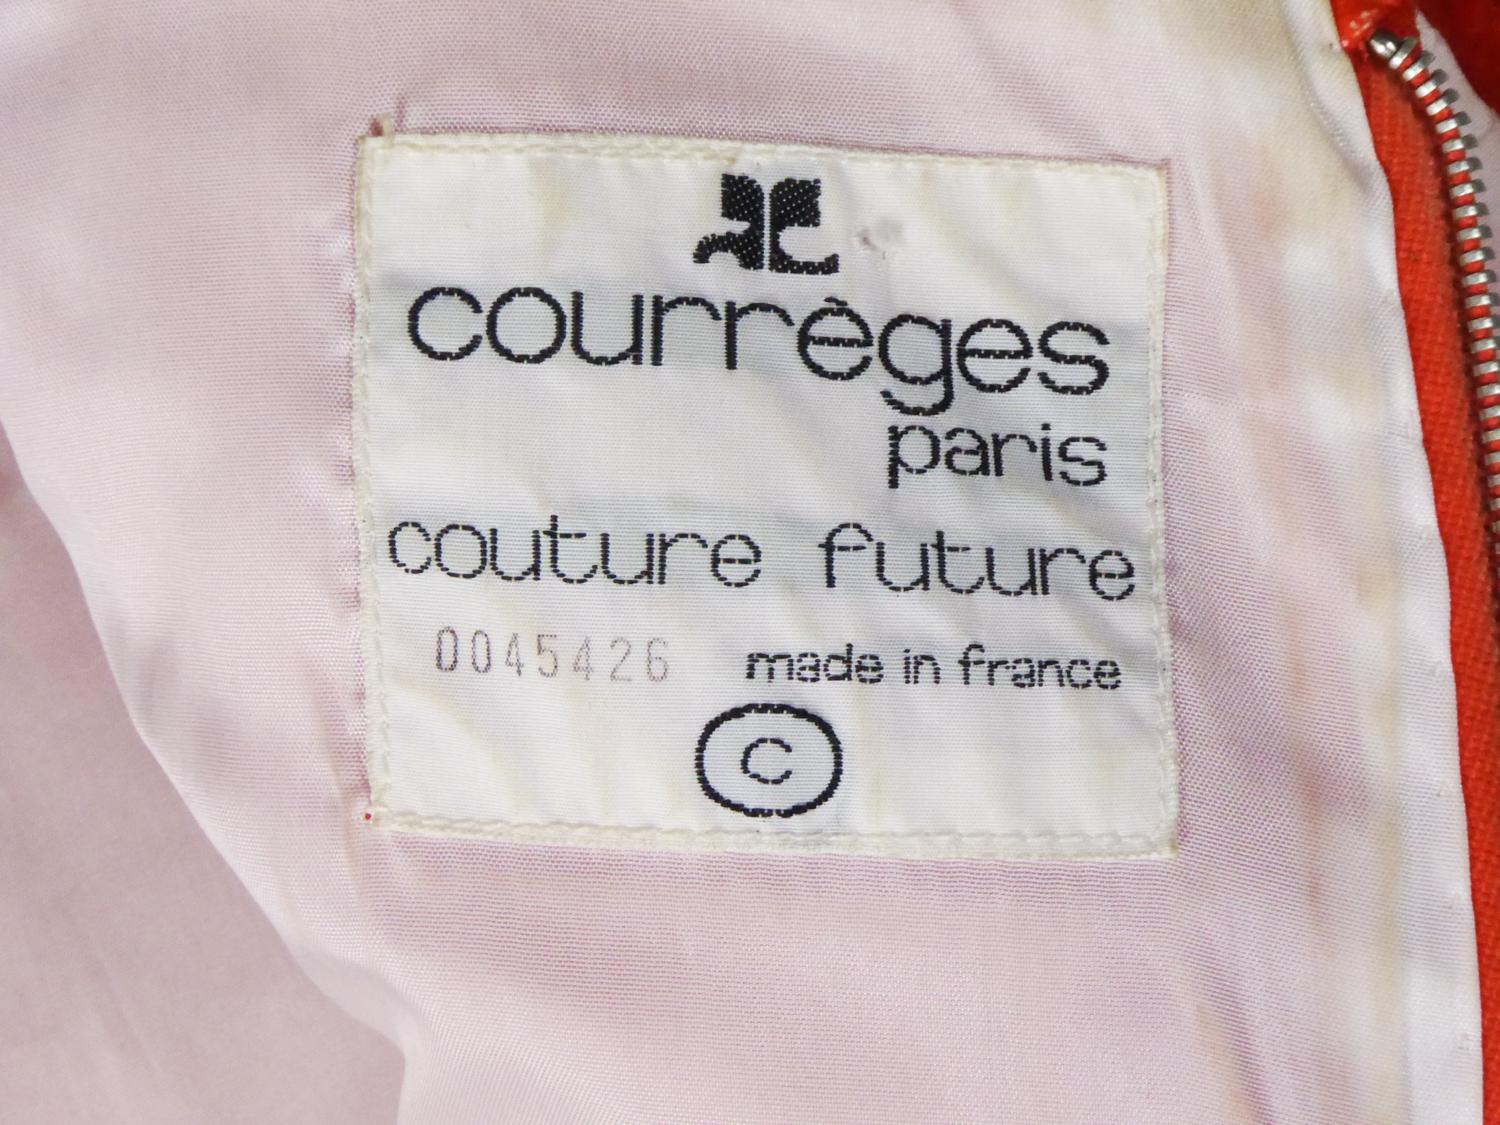 courrèges
paris
couture future
0045426 made in france
©